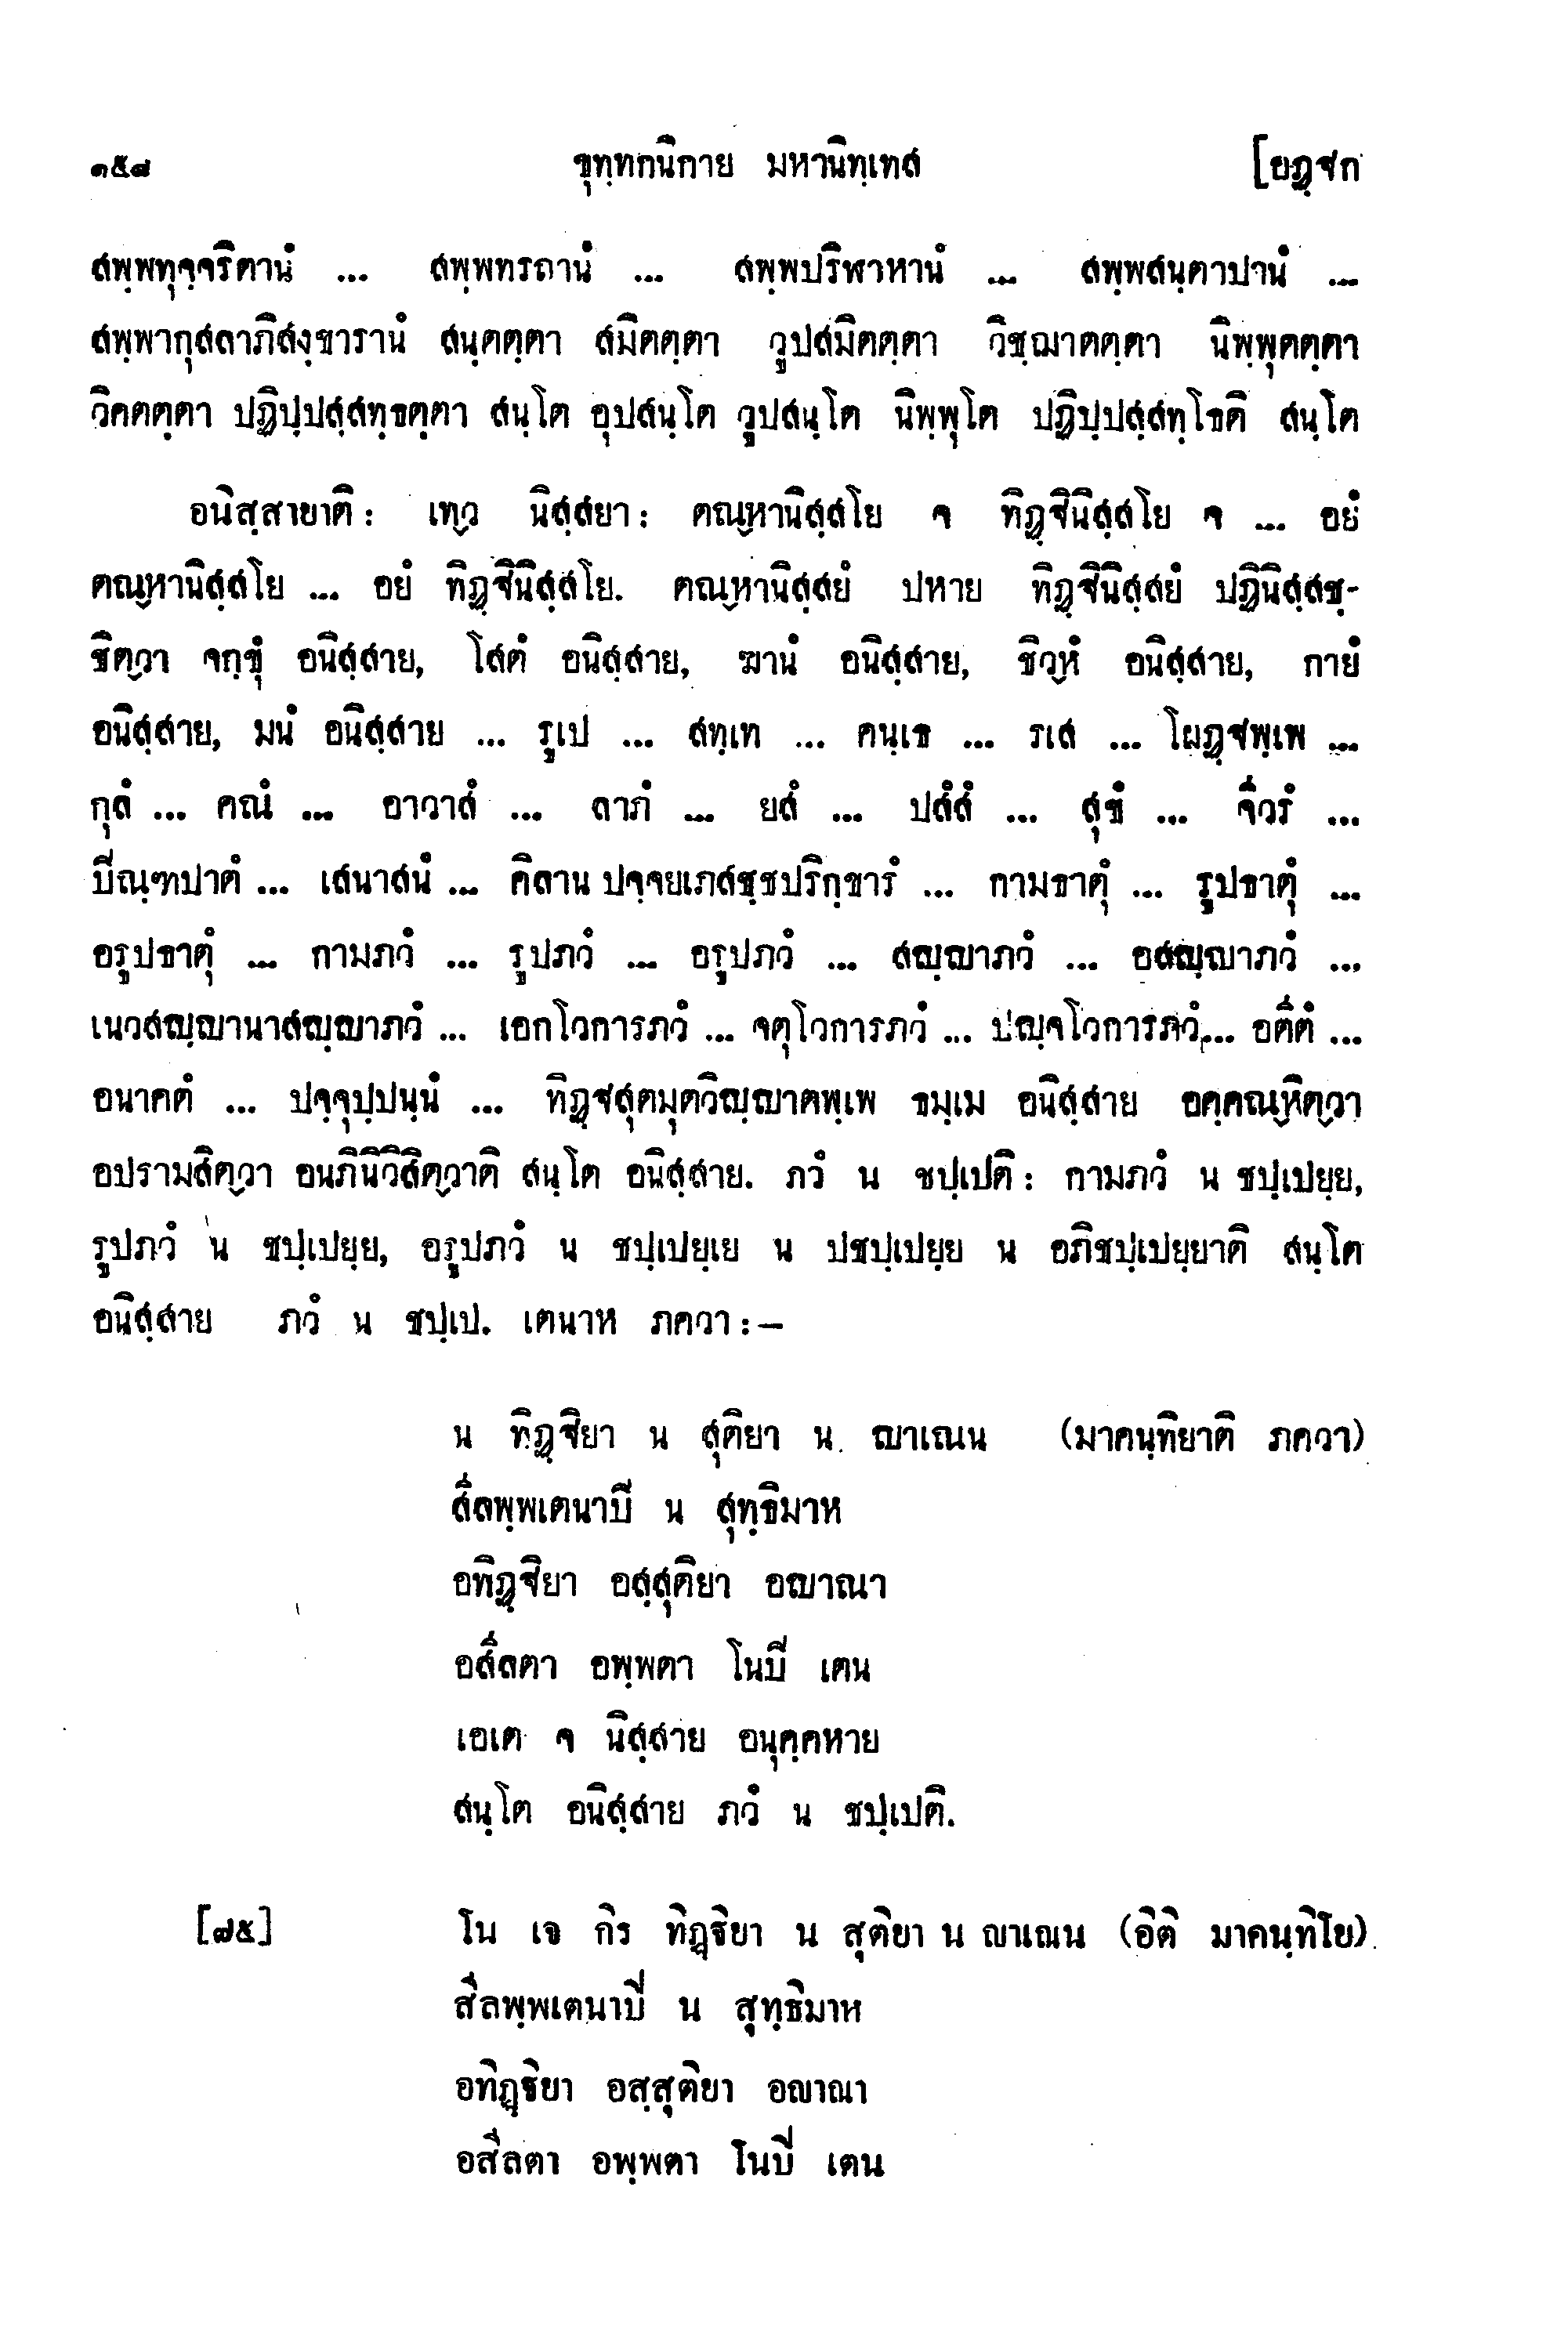 ๑๕๘ ขุทฺทกนิกาย มหานิทฺเทส [อฏฺฐก
สพฺพทุจฺจริตานํ ... สพฺพทรถานํ ... สพฺพปริฬาหานํ ... สพฺพสนฺตาปานํ ...
สพฺพากุสลาภิสงฺขารานํ สนฺตตฺตา สมิตตฺตา วูปสมิตตฺตา วิชฺฌาตตฺตา นิพฺพุตตฺตา
วิคตตฺตา ปฏิปฺปสฺสทฺธตฺตา สนฺโต อุปสนฺโต วูปสนฺโต นิพฺพุโต ปฏิปฺปสฺสทฺโธติ สนฺโต
อนิสฺสายาติ: เทฺว นิสฺสยา: ตณฺหานิสฺสโย จ ทิฏฺฐินิสฺสโย จ ... อยํ
ตณฺหานิสฺสโย ... อยํ ทิฏฺฐินิสฺสโย. ตณฺหานิสฺสยํ ปหาย ทิฏฺฐินิสฺสยํ ปฏินิสฺสชฺ-
ชิตฺวา จกฺขุํ อนิสฺสาย, โสตํ อนิสฺสาย, ฆานํ อนิสฺสาย, ชิวฺหํ อนิสฺสาย, กายํ
อนิสฺสาย, มนํ อนิสฺสาย ... รูเป ... สทฺเท ... คนฺเธ ... รเส ... โผฏฺฐพฺเพ ...
กุลํ ... คณํ ... อาวาสํ ... ลาภํ ... ยสํ ... ปสํสํ ... สุขํ ... จีวรํ ...
ปิณฺฑปาตํ ... เสนาสนํ ... คิลาน ปจฺจยเภสชฺชปริกฺขารํ ... กามธาตุํ ... รูปธาตุํ ...
อรูปธาตุํ ... กามภวํ ... รูปภวํ ... อรูปภวํ ... สญฺญาภวํ ... อสญฺญาภวํ ...
เนวสญฺญานาสญฺญาภวํ ... เอกโวการภวํ ... จตุโวการภวํ ... ปญฺจโวการภวํ ... อตีตํ ...
อนาคตํ ... ปจฺจุปฺปนฺนํ ... ทิฏฺฐสุตมุตวิญฺญาตพฺเพ ธมฺเม อนิสฺสาย อคฺคณฺหิตฺวา
อปรามสิตฺวา อนภินิวิสิตฺวาติ สนฺโต อนิสฺสาย. ภวํ น ชปฺเปติ: กามภวํ น ชปฺเปยฺย,
รูปภวํ น ชปฺเปยฺย, อรูปภวํ น ชปฺเปยฺเย น ปชปฺเปยฺย น อภิชปฺเปยฺยาติ สนฺโต
อนิสฺสาย ภวํ น ชปฺเป. เตนาห ภควา:—
น ทิฏฺฐิยา น สุติยา น ญาเณน (มาคนฺทิยาติ ภควา)
สีลพฺพเตนาปิ น สุทฺธิมาห
อทิฏฺฐิยา อสฺสุติยา อญาณา
อสีลตา อพฺพตา โนปิ เตน
เอเต จ นิสฺสาย อนุคฺคหาย
สนฺโต อนิสฺสาย ภวํ น ชปฺเปติ.
[๗๕] โน เจ กิร ทิฏฺฐิยา น สุติยา น ญาเณน (อิติ มาคนฺทิโย)
สีลพฺพเตนาปิ น สุทฺธิมาห
อทิฏฺฐิยา อสฺสุติยา อญาณา
อสีลตา อพฺพตา โนปิ เตน